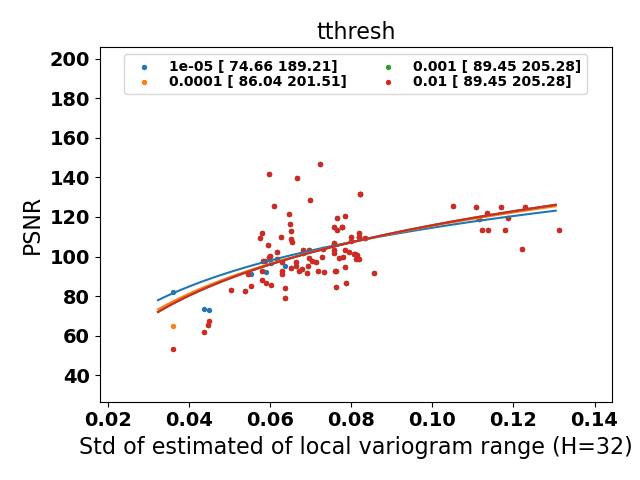 tthresh
1e-05 [ 74.66 189.21]
0.0001 [ 86.04 201.51]
0.001 [ 89.45 205.28]
0.01 [ 89.45 205.28]
PSNR
200
180
160
140
120
100
80
60
40
0.02 0.04 0.06 0.08 0.10 0.12 0.14
Std of estimated of local variogram range (H=32)